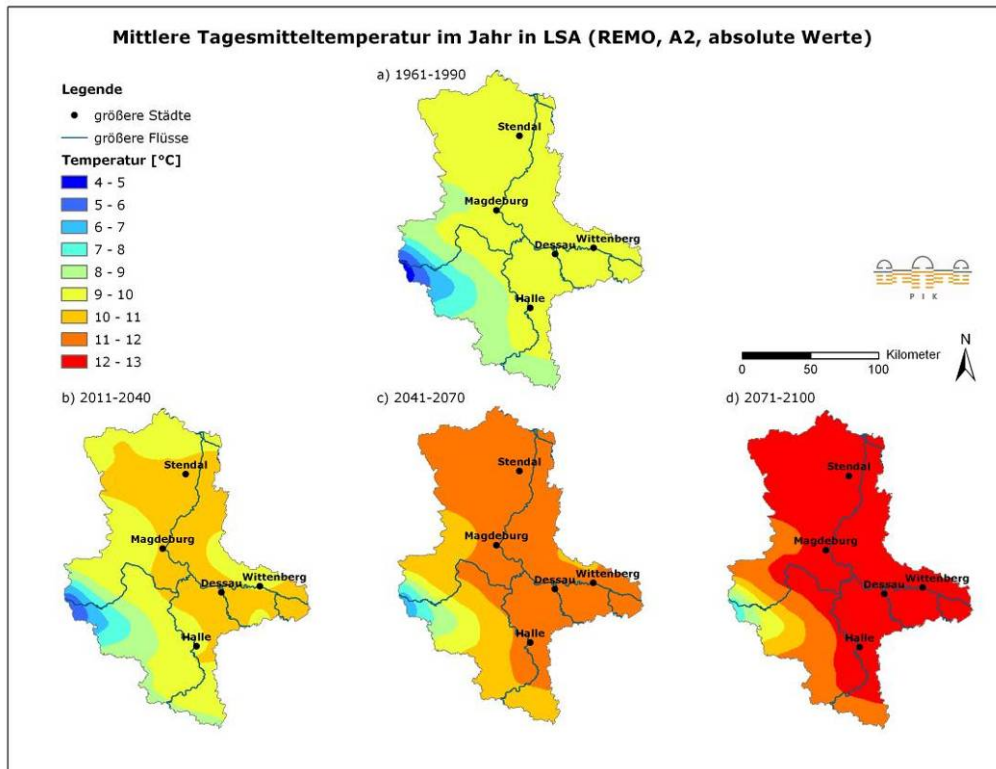 Mittlere Tagesmitteltemperatur im Jahr in LSA (REMO, A2, absolute Werte)
a) 1961-1990
Legende
größere Städte
größere Flüsse
Temperatur [°C]
4 - 5
5 - 6
6 - 7
7 - 8
8 - 9
9 - 10
10 - 11
11 - 12
12 - 13
Stendal
Magdeburg
Dessau
Wittenberg
Halle
P I K
N
Kilometer
0 50 100
b) 2011-2040
Stendal
Magdeburg
Dessau
Wittenberg
Halle
c) 2041-2070
Stendal
Magdeburg
Dessau
Wittenberg
Halle
d) 2071-2100
Stendal
Magdeburg
Dessau
Wittenberg
Halle